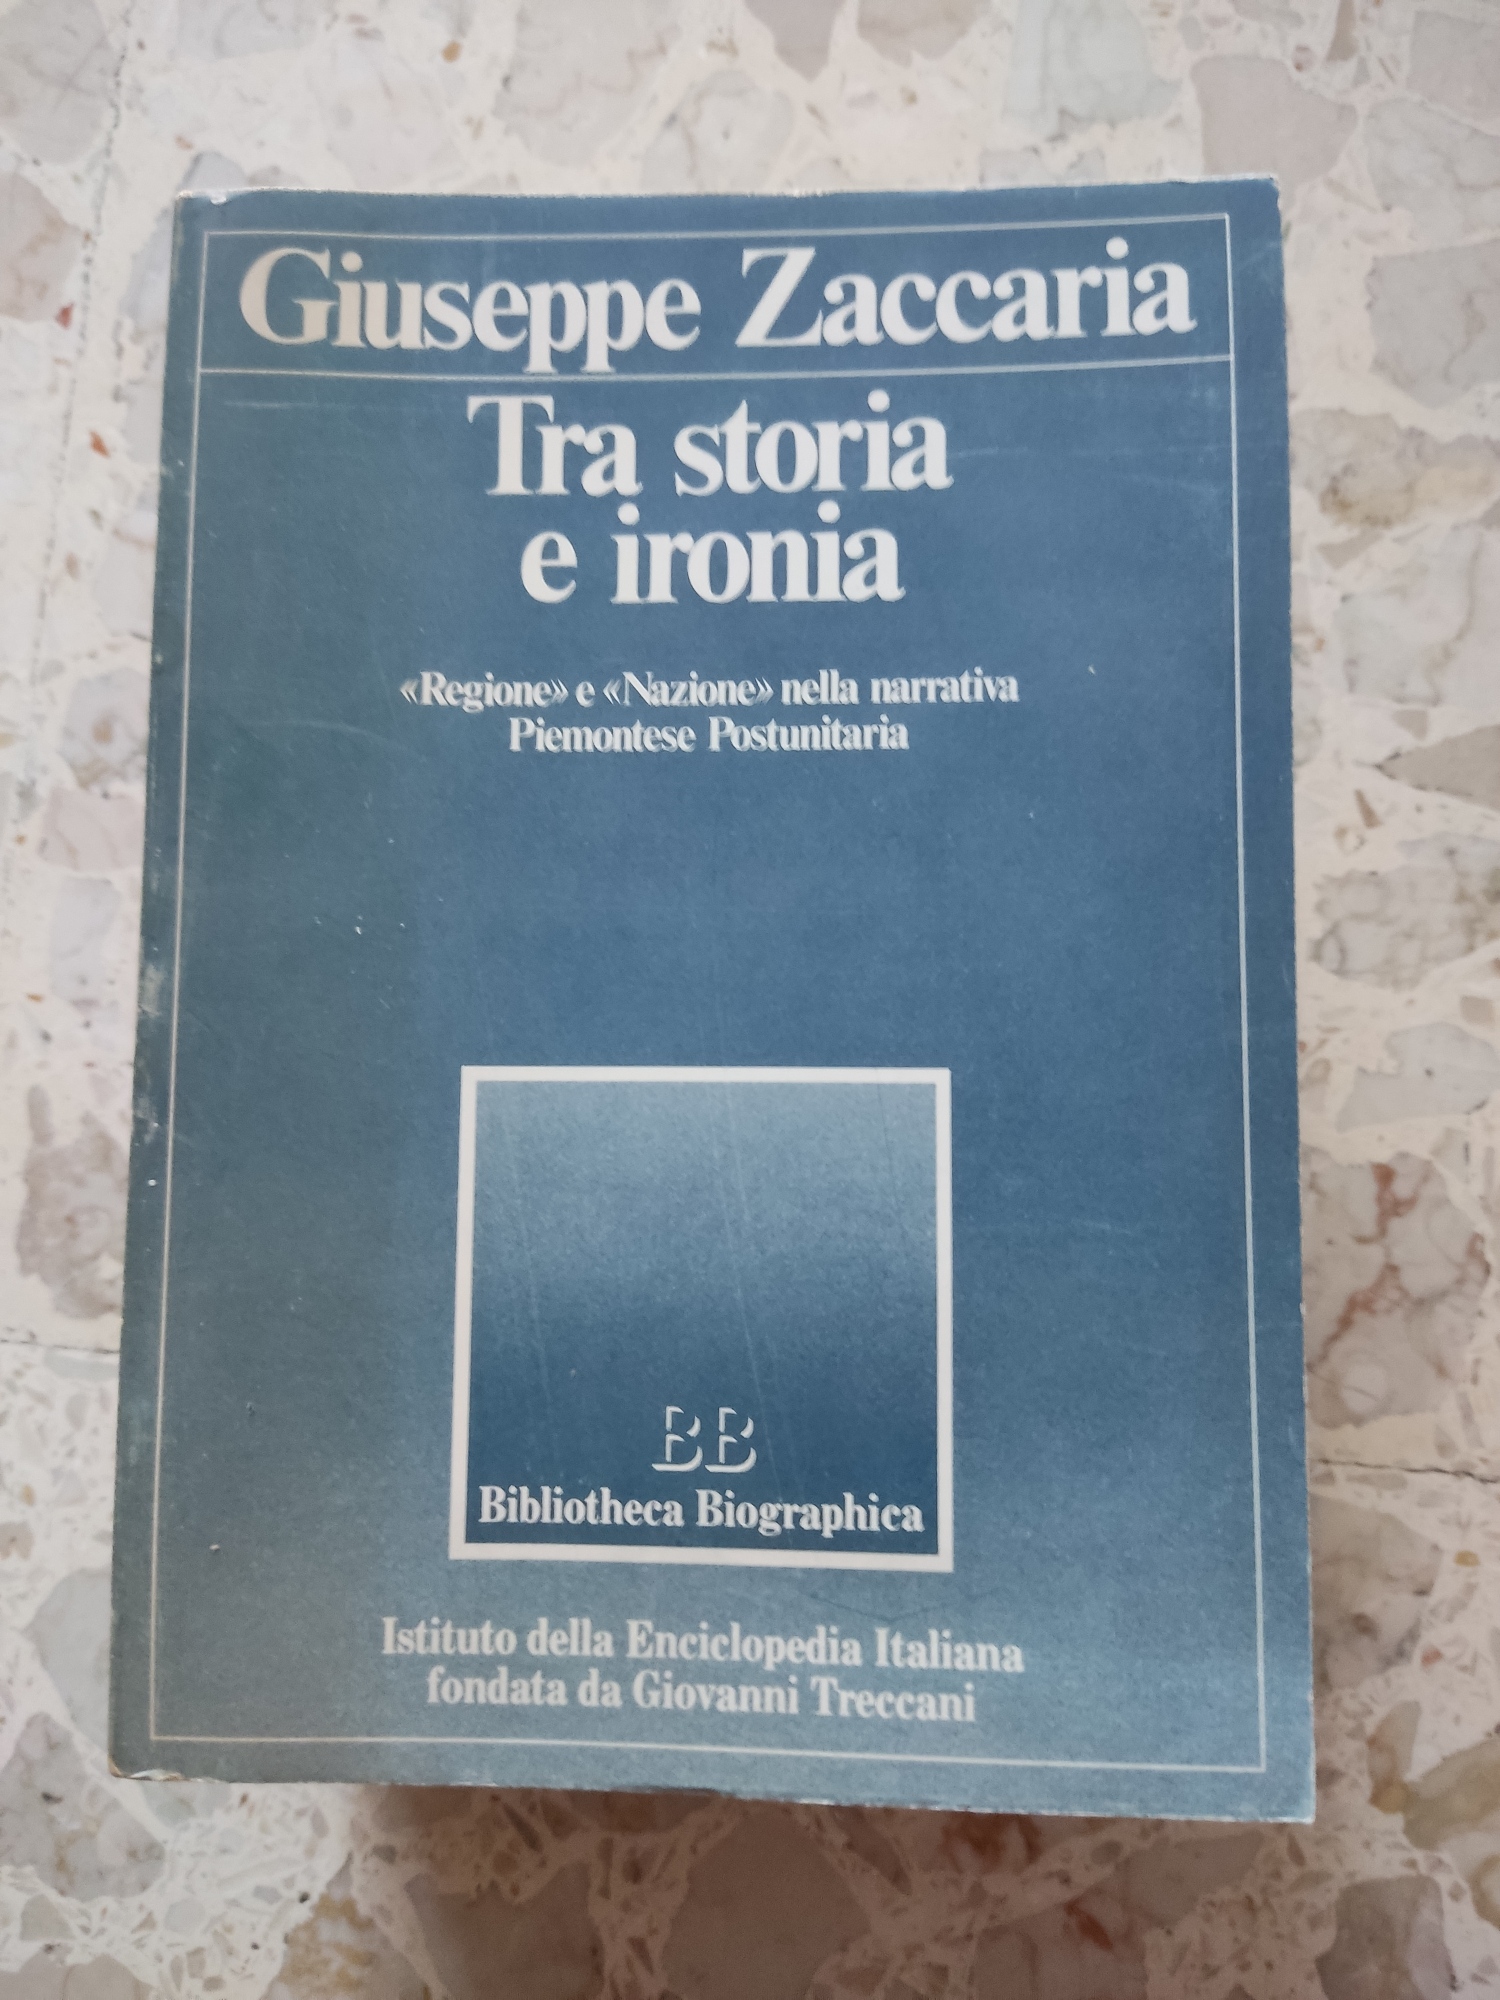 Giuseppe Zaccaria
Tra storia
e ironia
«Regione» e «Nazione» nella narrativa
Piemontese Postunitaria
BB
Bibliotheca Biographica
Istituto della Enciclopedia Italiana
fondata da Giovanni Treccani